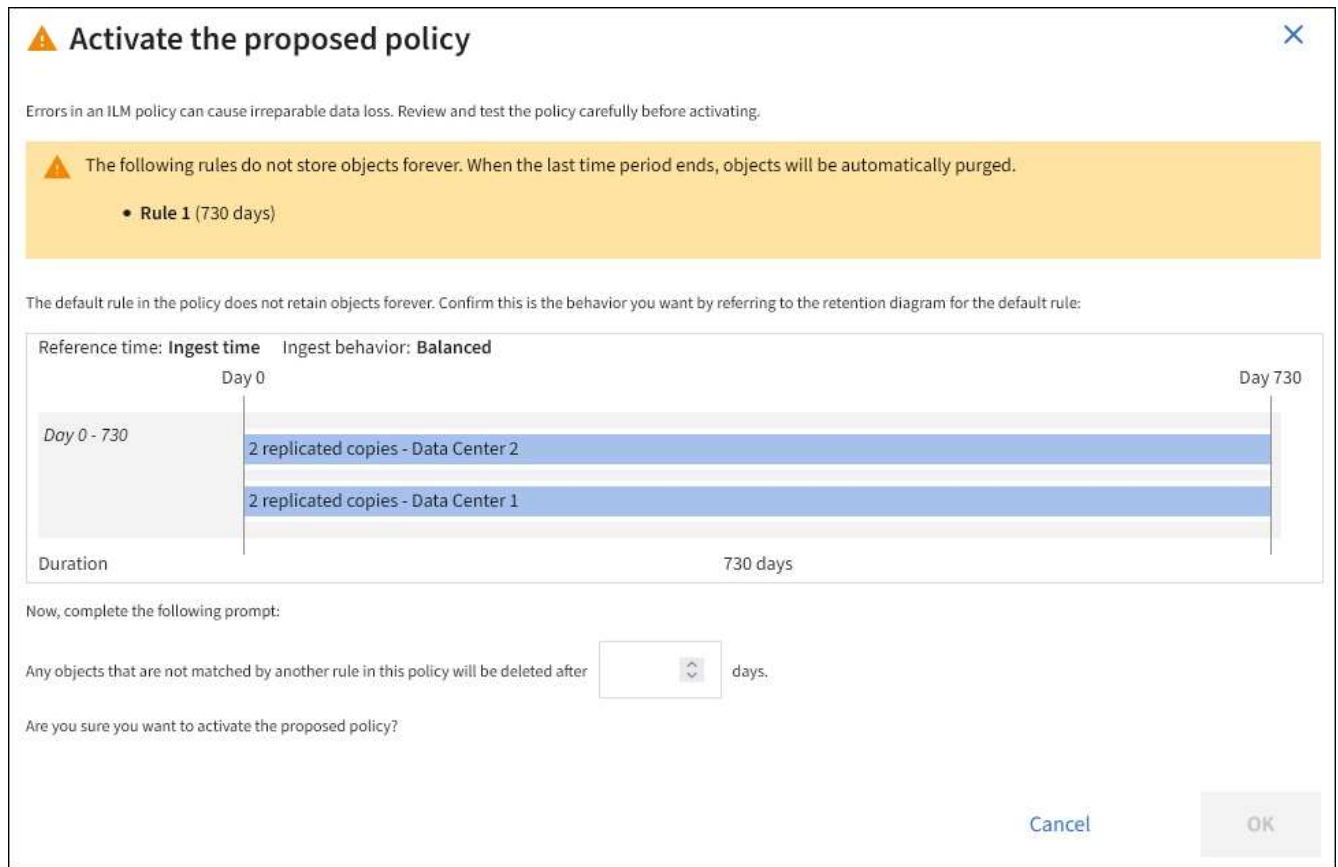 Activate the proposed policy
Errors in an ILM policy can cause irreparable data loss. Review and test the policy carefully before activating.
The following rules do not store objects forever. When the last time period ends, objects will be automatically purged.
• Rule 1 (730 days)
The default rule in the policy does not retain objects forever. Confirm this is the behavior you want by referring to the retention diagram for the default rule:
Reference time: Ingest time Ingest behavior: Balanced
Day 0 Day 730
Day 0 - 730
2 replicated copies - Data Center 2
2 replicated copies - Data Center 1
Duration 730 days
Now, complete the following prompt:
Any objects that are not matched by another rule in this policy will be deleted after days.
Are you sure you want to activate the proposed policy?
Cancel OK